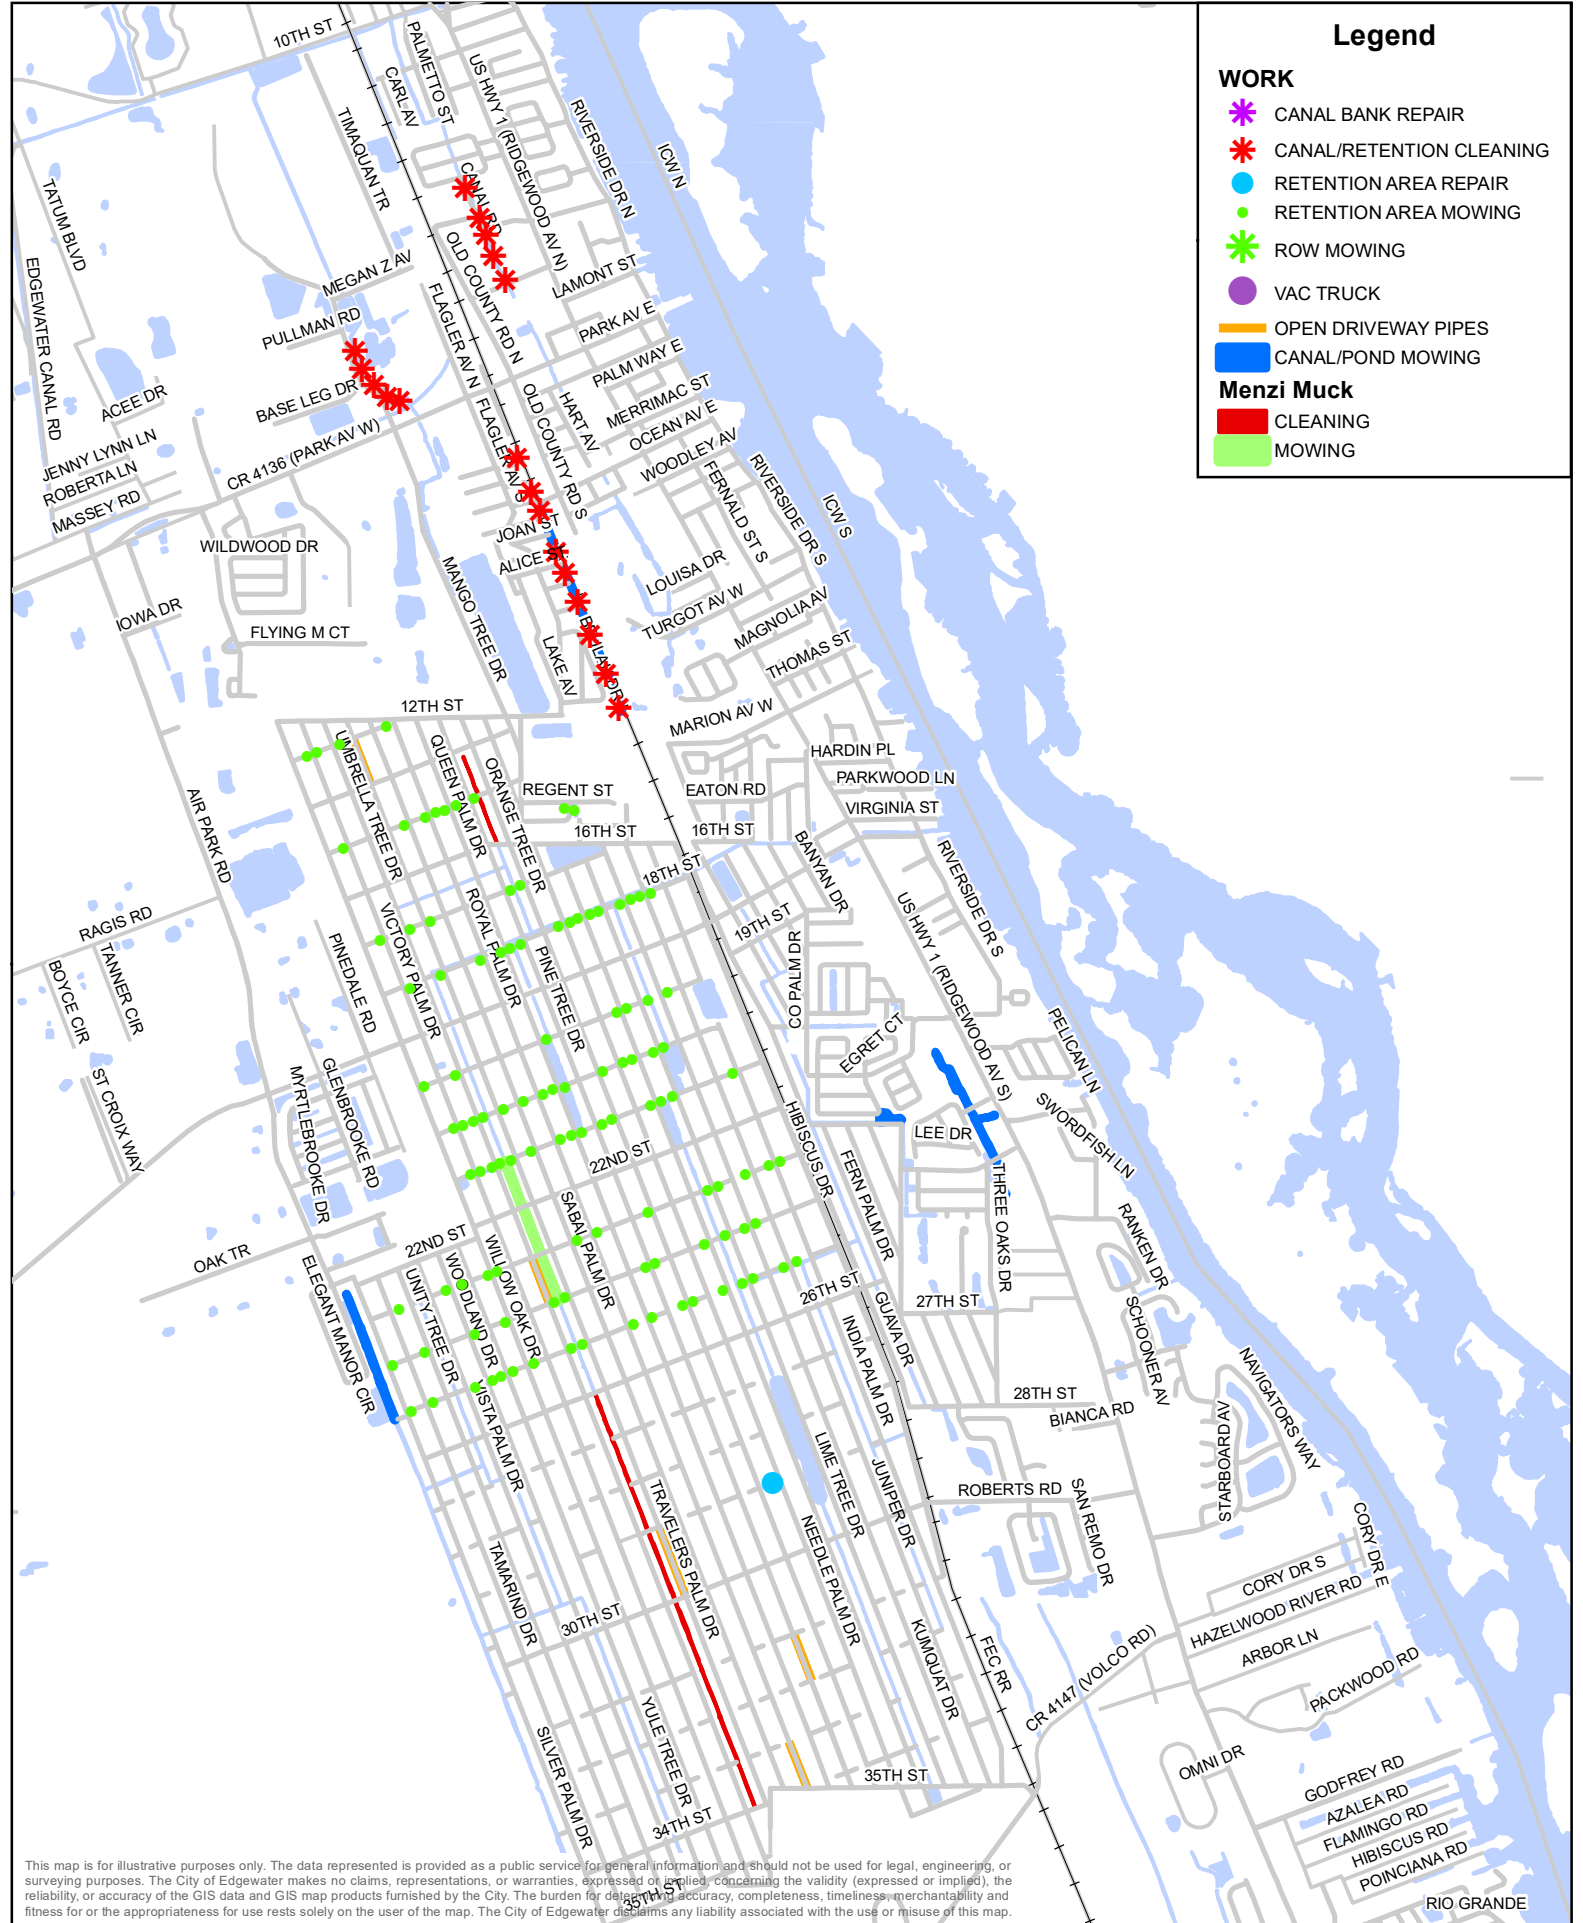 Legend
WORK
CANAL BANK REPAIR
CANAL/RETENTION CLEANING
RETENTION AREA REPAIR
RETENTION AREA MOWING
ROW MOWING
VAC TRUCK
OPEN DRIVEWAY PIPES
CANAL/POND MOWING
Menzi Muck
CLEANING
MOWING
10TH ST
PALMETTO ST
CARL AV
US HWY 1 (RIDGEWOOD AV N)
RIVERSIDE DR N
ICW N
TIMAQUAN TR
CANAL RD
TATUM BLVD
EDGEWATER CANAL RD
MEGAN Z AV
OLD COUNTY RD N
LAMONT ST
PULLMAN RD
FLAGLER AV N
PARK AV E
PALM WAY E
ACEE DR
BASE LEG DR
MERRIMAC ST
HART AV
OCEAN AV E
JENNY LYNN LN
ROBERTA LN
MASSEY RD
CR 4136 (PARK AV W)
FLAGLER AV S
OLD COUNTY RD S
WOODLEY AV
FERNALD ST S
RIVERSIDE DR S
ICW S
WILDWOOD DR
JOAN ST
ALICE ST
LOUISA DR
IOWA DR
MANGO TREE DR
TURGOT AV W
MAGNOLIA AV
FLYING M CT
LAKE AV
THOMAS ST
12TH ST
MARION AV W
UMBRELLA TREE DR
QUEEN PALM DR
ORANGE TREE DR
HARDIN PL
PARKWOOD LN
REGENT ST
EATON RD
VIRGINIA ST
AIR PARK RD
16TH ST
16TH ST
BANYAN DR
RIVERSIDE DR S
18TH ST
RAGIS RD
VICTORY PALM DR
ROYAL PALM DR
19TH ST
US HWY 1 (RIDGEWOOD AV S)
TANNER CIR
BOYCE CIR
PINEDALE RD
PINE TREE DR
CO PALM DR
EGRET CT
PELICAN LN
ST CROIX WAY
MYRTLEBROOKE DR
GLENBROOKE RD
HIBISCUS DR
LEE DR
SWORDFISH LN
22ND ST
FERN PALM DR
THREE OAKS DR
SABAL PALM DR
OAK TR
22ND ST
RANKEN DR
ELEGANT MANOR CIR
UNITY TREE DR
WOODLAND DR
WILLOW OAK DR
26TH ST
GUAVA DR
27TH ST
SCHOONER AV
INDIA PALM DR
NAVIGATORS WAY
VISTA PALM DR
28TH ST
BIANCA RD
STARBOARD AV
LIME TREE DR
JUNIPER DR
TRAVELERS PALM DR
ROBERTS RD
SAN REMO DR
NEEDLE PALM DR
CORY DR E
TAMARIND DR
CORY DR S
HAZELWOOD RIVER RD
30TH ST
KUMQUAT DR
FEC RR
ARBOR LN
CR 4147 (VOLCO RD)
PACKWOOD RD
YULE TREE DR
SILVER PALM DR
35TH ST
OMNI DR
GODFREY RD
AZALEA RD
34TH ST
FLAMINGO RD
HIBISCUS RD
POINCIANA RD
35TH ST
RIO GRANDE
This map is for illustrative purposes only. The data represented is provided as a public service for general information and should not be used for legal, engineering, or
surveying purposes. The City of Edgewater makes no claims, representations, or warranties, expressed or implied, concerning the validity (expressed or implied), the
reliability, or accuracy of the GIS data and GIS map products furnished by the City. The burden for determining accuracy, completeness, timeliness, merchantability and
fitness for or the appropriateness for use rests solely on the user of the map. The City of Edgewater disclaims any liability associated with the use or misuse of this map.